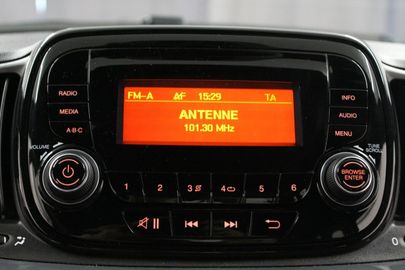 RADIO
MEDIA
A·B·C
VOLUME
FM-A AF 15:29 TA
ANTENNE
101.30 MHz
INFO
AUDIO
MENU
TUNE
SCROLL
BROWSE
ENTER
1 2 3 4 5 6
0